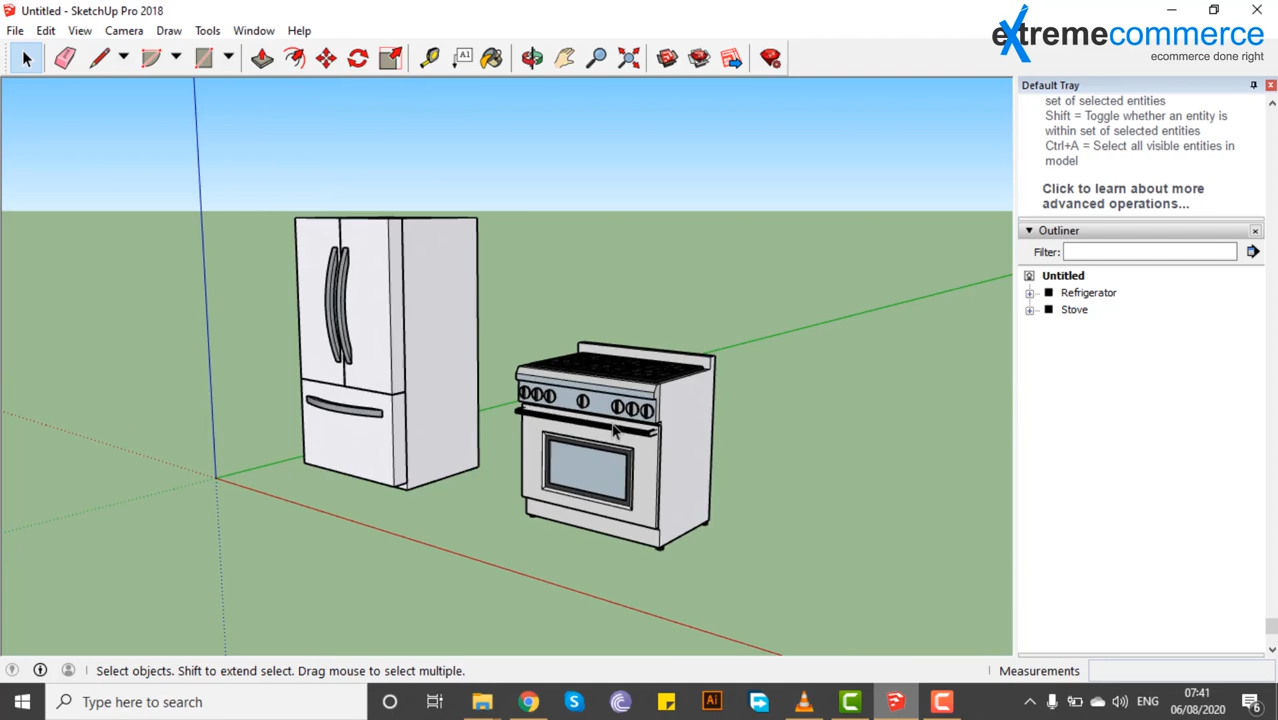 Untitled - SketchUp Pro 2018
extremecommerce
ecommerce done right
File Edit View Camera Draw Tools Window Help
A1
Default Tray
set of selected entities
Shift = Toggle whether an entity is
within set of selected entities
Ctrl+A = Select all visible entities in
model
Click to learn about more
advanced operations...
Outliner
Filter:
Untitled
Refrigerator
Stove
Select objects. Shift to extend select. Drag mouse to select multiple.
Measurements
Type here to search
Ai
ENG
07:41
06/08/2020
6